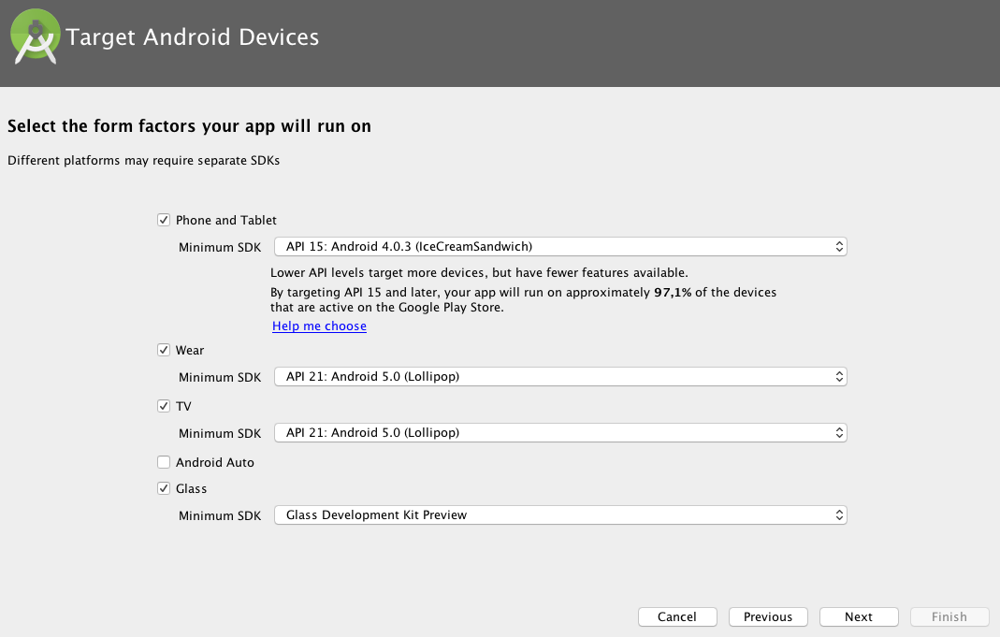 Target Android Devices
Select the form factors your app will run on
Different platforms may require separate SDKs
Phone and Tablet
Minimum SDK API 15: Android 4.0.3 (IceCreamSandwich)
Lower API levels target more devices, but have fewer features available.
By targeting API 15 and later, your app will run on approximately 97,1% of the devices
that are active on the Google Play Store.
Help me choose
Wear
Minimum SDK API 21: Android 5.0 (Lollipop)
TV
Minimum SDK API 21: Android 5.0 (Lollipop)
Android Auto
Glass
Minimum SDK Glass Development Kit Preview
Cancel Previous Next Finish